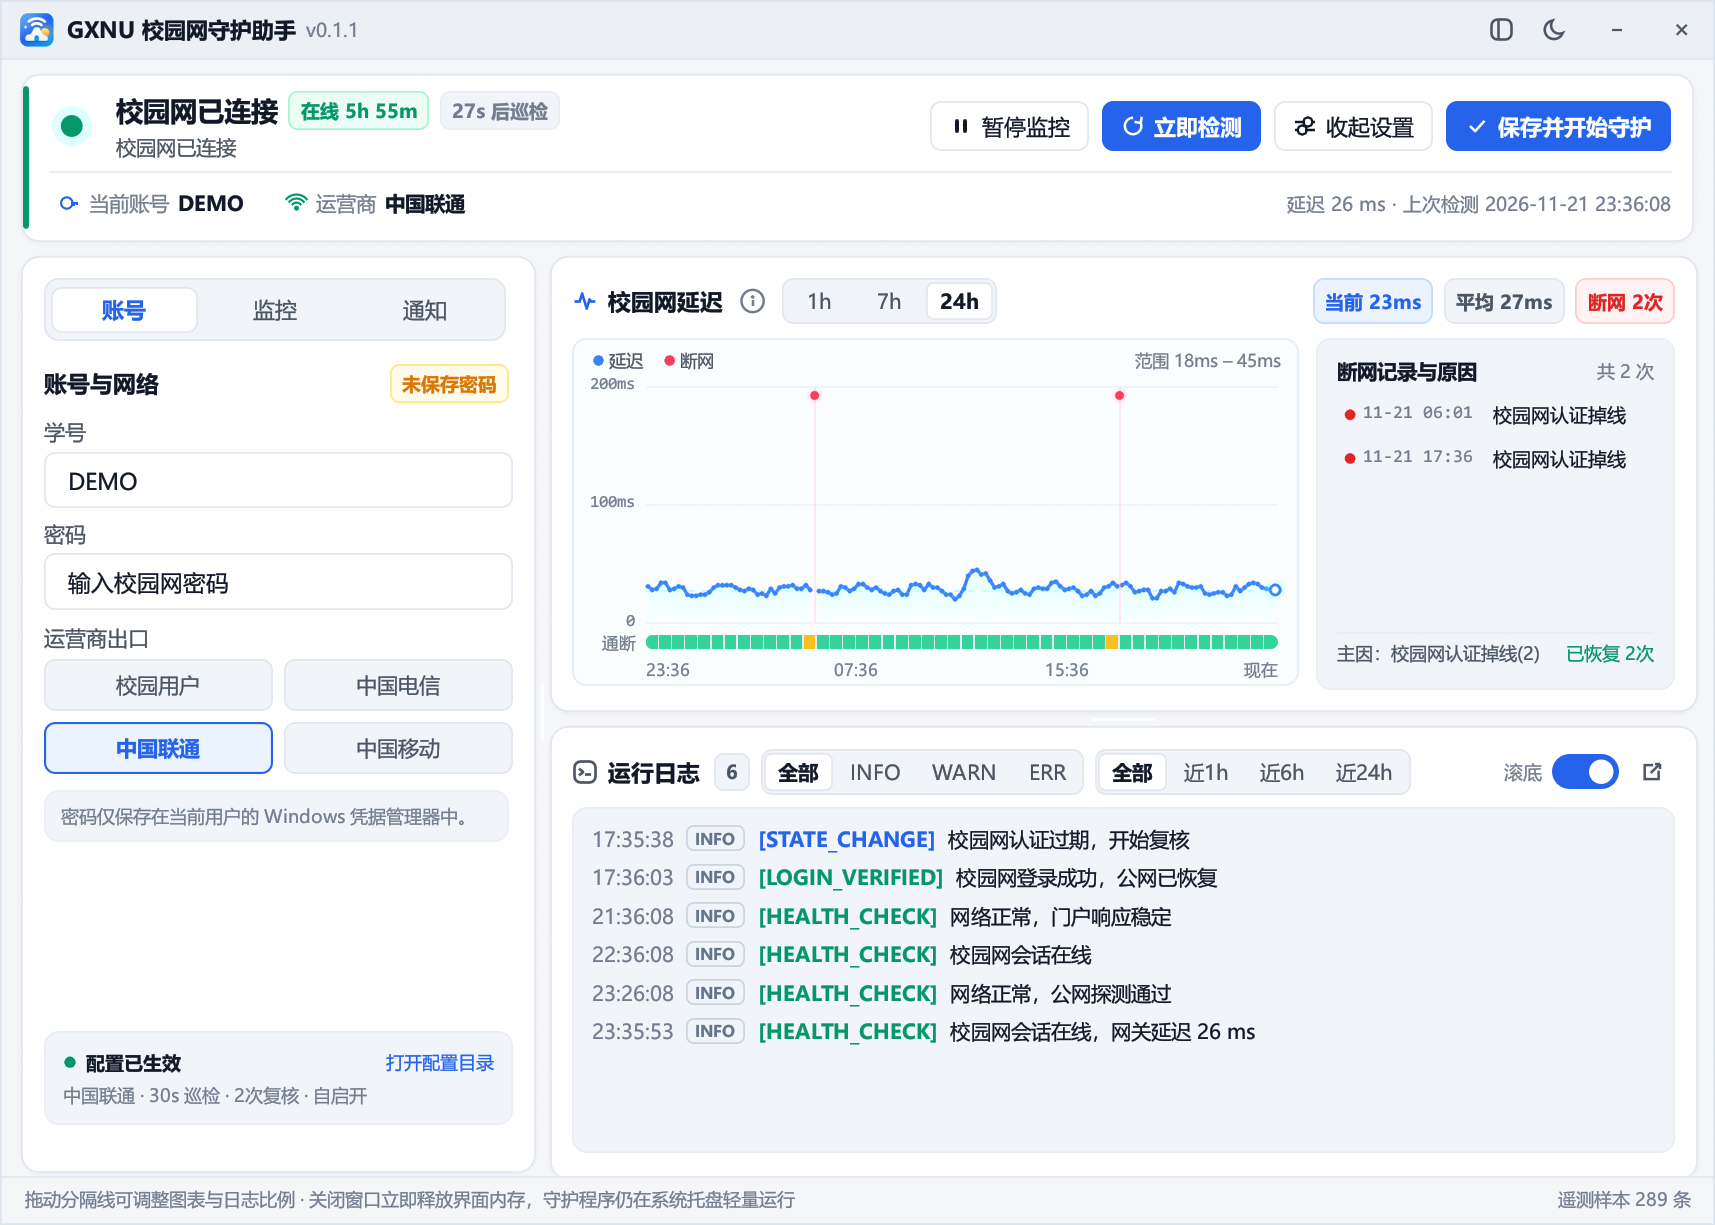 GXNU 校园网守护助手 v0.1.1
校园网已连接 在线 5h 55m 27s 后巡检
校园网已连接
暂停监控 立即检测 收起设置 保存并开始守护
当前账号 DEMO 运营商 中国联通
延迟 26 ms · 上次检测 2026-11-21 23:36:08
账号 监控 通知
账号与网络 未保存密码
学号
DEMO
密码
输入校园网密码
运营商出口
校园用户 中国电信
中国联通 中国移动
密码仅保存在当前用户的 Windows 凭据管理器中。
配置已生效 打开配置目录
中国联通 · 30s 巡检 · 2次复核 · 自启开
校园网延迟 1h 7h 24h
当前 23ms 平均 27ms 断网 2次
延迟 断网 范围 18ms – 45ms
200ms
100ms
0
通断
23:36 07:36 15:36 现在
断网记录与原因 共 2 次
11-21 06:01 校园网认证掉线
11-21 17:36 校园网认证掉线
主因：校园网认证掉线(2) 已恢复 2次
运行日志 6 全部 INFO WARN ERR 全部 近1h 近6h 近24h 滚底
17:35:38 INFO [STATE_CHANGE] 校园网认证过期，开始复核
17:36:03 INFO [LOGIN_VERIFIED] 校园网登录成功，公网已恢复
21:36:08 INFO [HEALTH_CHECK] 网络正常，门户响应稳定
22:36:08 INFO [HEALTH_CHECK] 校园网会话在线
23:26:08 INFO [HEALTH_CHECK] 网络正常，公网探测通过
23:35:53 INFO [HEALTH_CHECK] 校园网会话在线，网关延迟 26 ms
拖动分隔线可调整图表与日志比例 · 关闭窗口立即释放界面内存，守护程序仍在系统托盘轻量运行
遥测样本 289 条